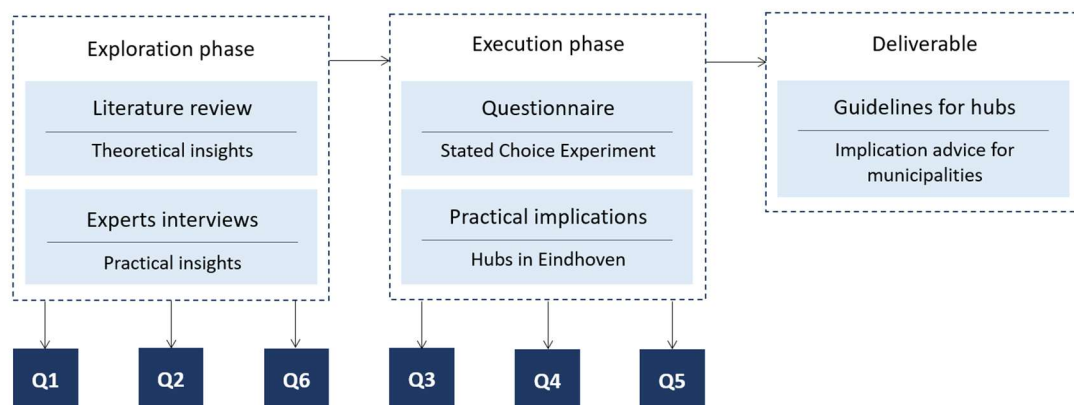 Exploration phase
Literature review
Theoretical insights
Experts interviews
Practical insights
Execution phase
Questionnaire
Stated Choice Experiment
Practical implications
Hubs in Eindhoven
Deliverable
Guidelines for hubs
Implication advice for
municipalities
Q1
Q2
Q6
Q3
Q4
Q5